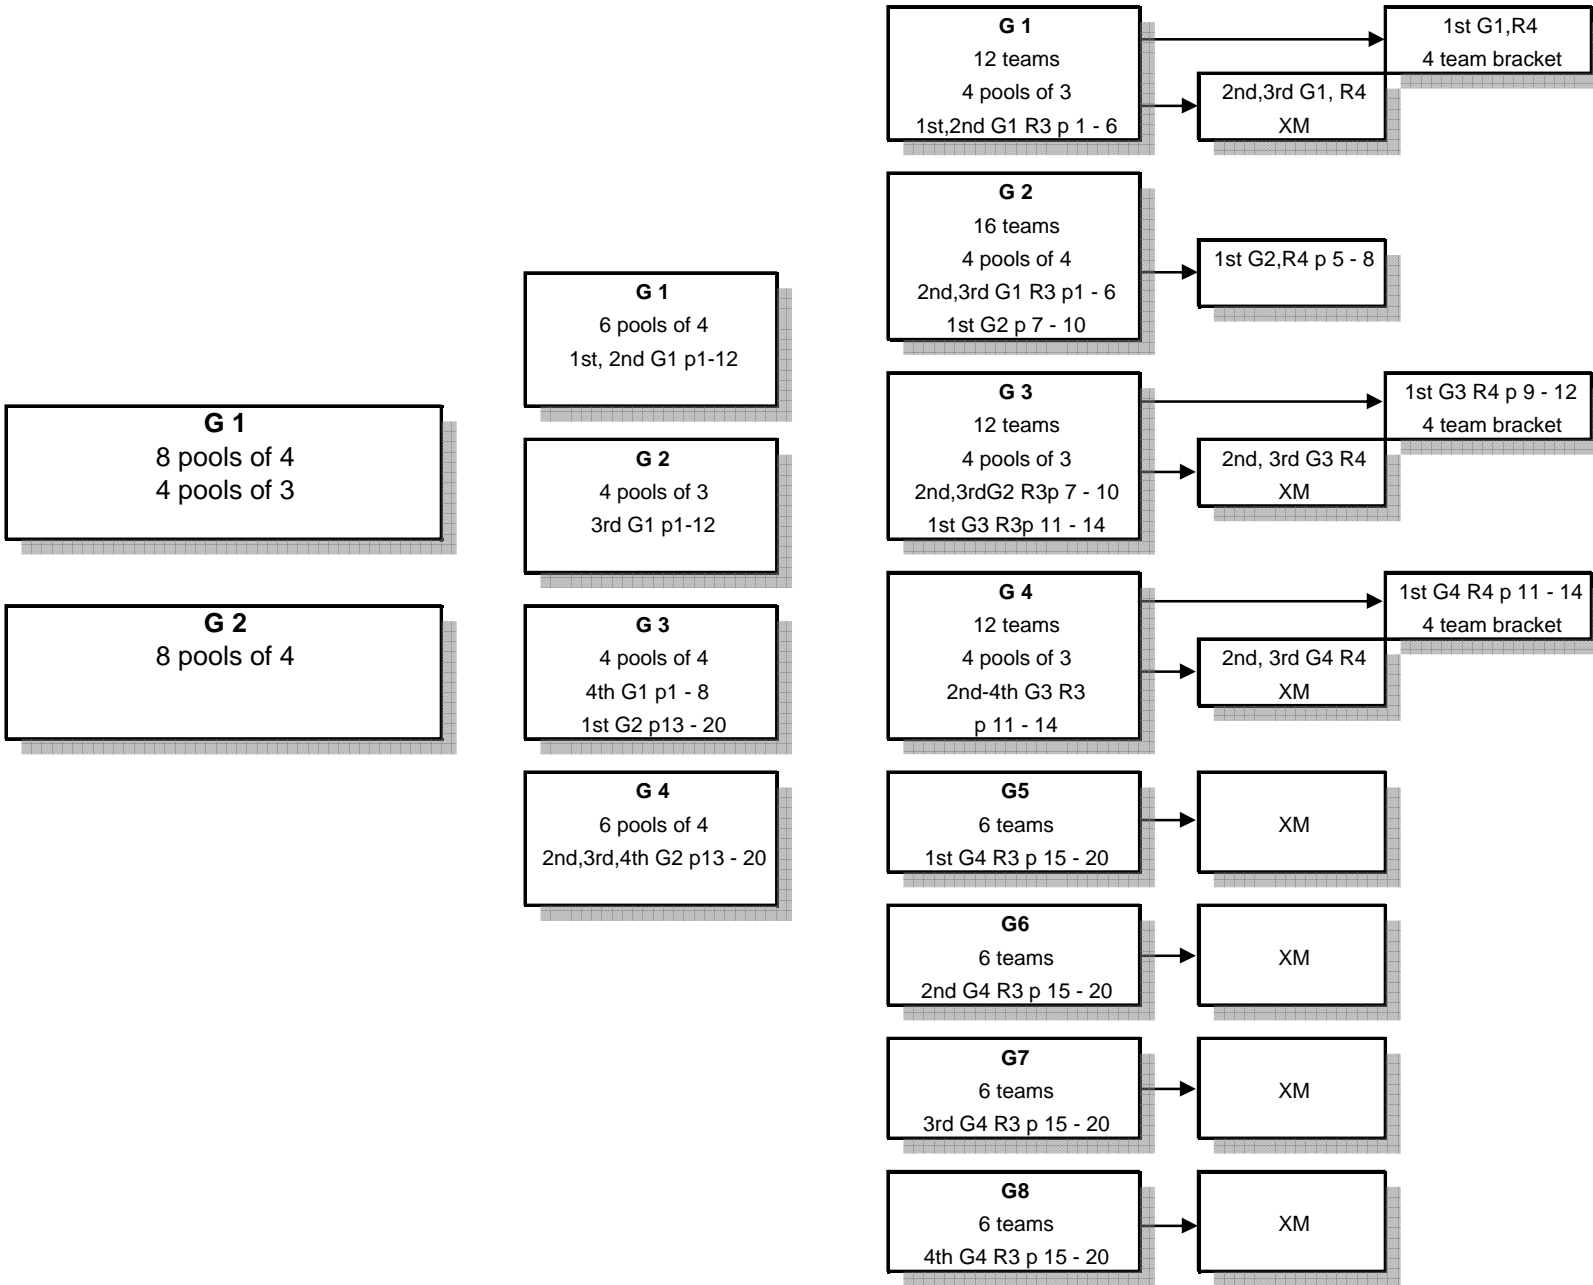 G 1
8 pools of 4
4 pools of 3
G 2
8 pools of 4
G 1
6 pools of 4
1st, 2nd G1 p1-12
G 2
4 pools of 3
3rd G1 p1-12
G 3
4 pools of 4
4th G1 p1 - 8
1st G2 p13 - 20
G 4
6 pools of 4
2nd,3rd,4th G2 p13 - 20
G 1
12 teams
4 pools of 3
1st,2nd G1 R3 p 1 - 6
G 2
16 teams
4 pools of 4
2nd,3rd G1 R3 p1 - 6
1st G2 p 7 - 10
G 3
12 teams
4 pools of 3
2nd,3rdG2 R3p 7 - 10
1st G3 R3p 11 - 14
G 4
12 teams
4 pools of 3
2nd-4th G3 R3
p 11 - 14
G5
6 teams
1st G4 R3 p 15 - 20
G6
6 teams
2nd G4 R3 p 15 - 20
G7
6 teams
3rd G4 R3 p 15 - 20
G8
6 teams
4th G4 R3 p 15 - 20
2nd,3rd G1, R4
XM
1st G2,R4 p 5 - 8
2nd, 3rd G3 R4
XM
2nd, 3rd G4 R4
XM
XM
XM
XM
XM
1st G1,R4
4 team bracket
1st G3 R4 p 9 - 12
4 team bracket
1st G4 R4 p 11 - 14
4 team bracket